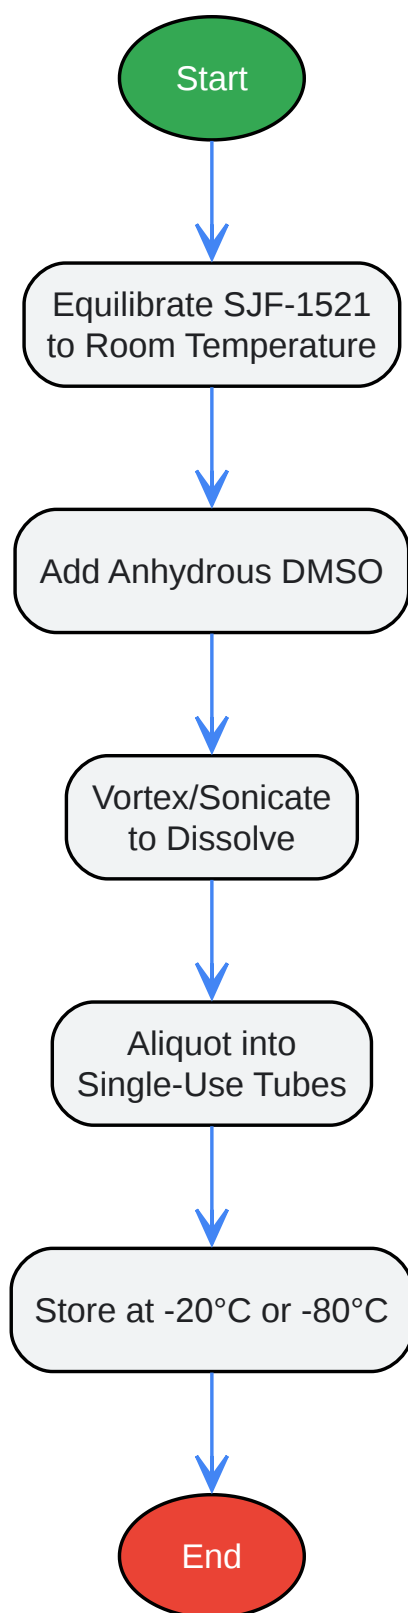 Start
Equilibrate SJF-1521
to Room Temperature
Add Anhydrous DMSO
Vortex/Sonicate
to Dissolve
Aliquot into
Single-Use Tubes
Store at -20°C or -80°C
End